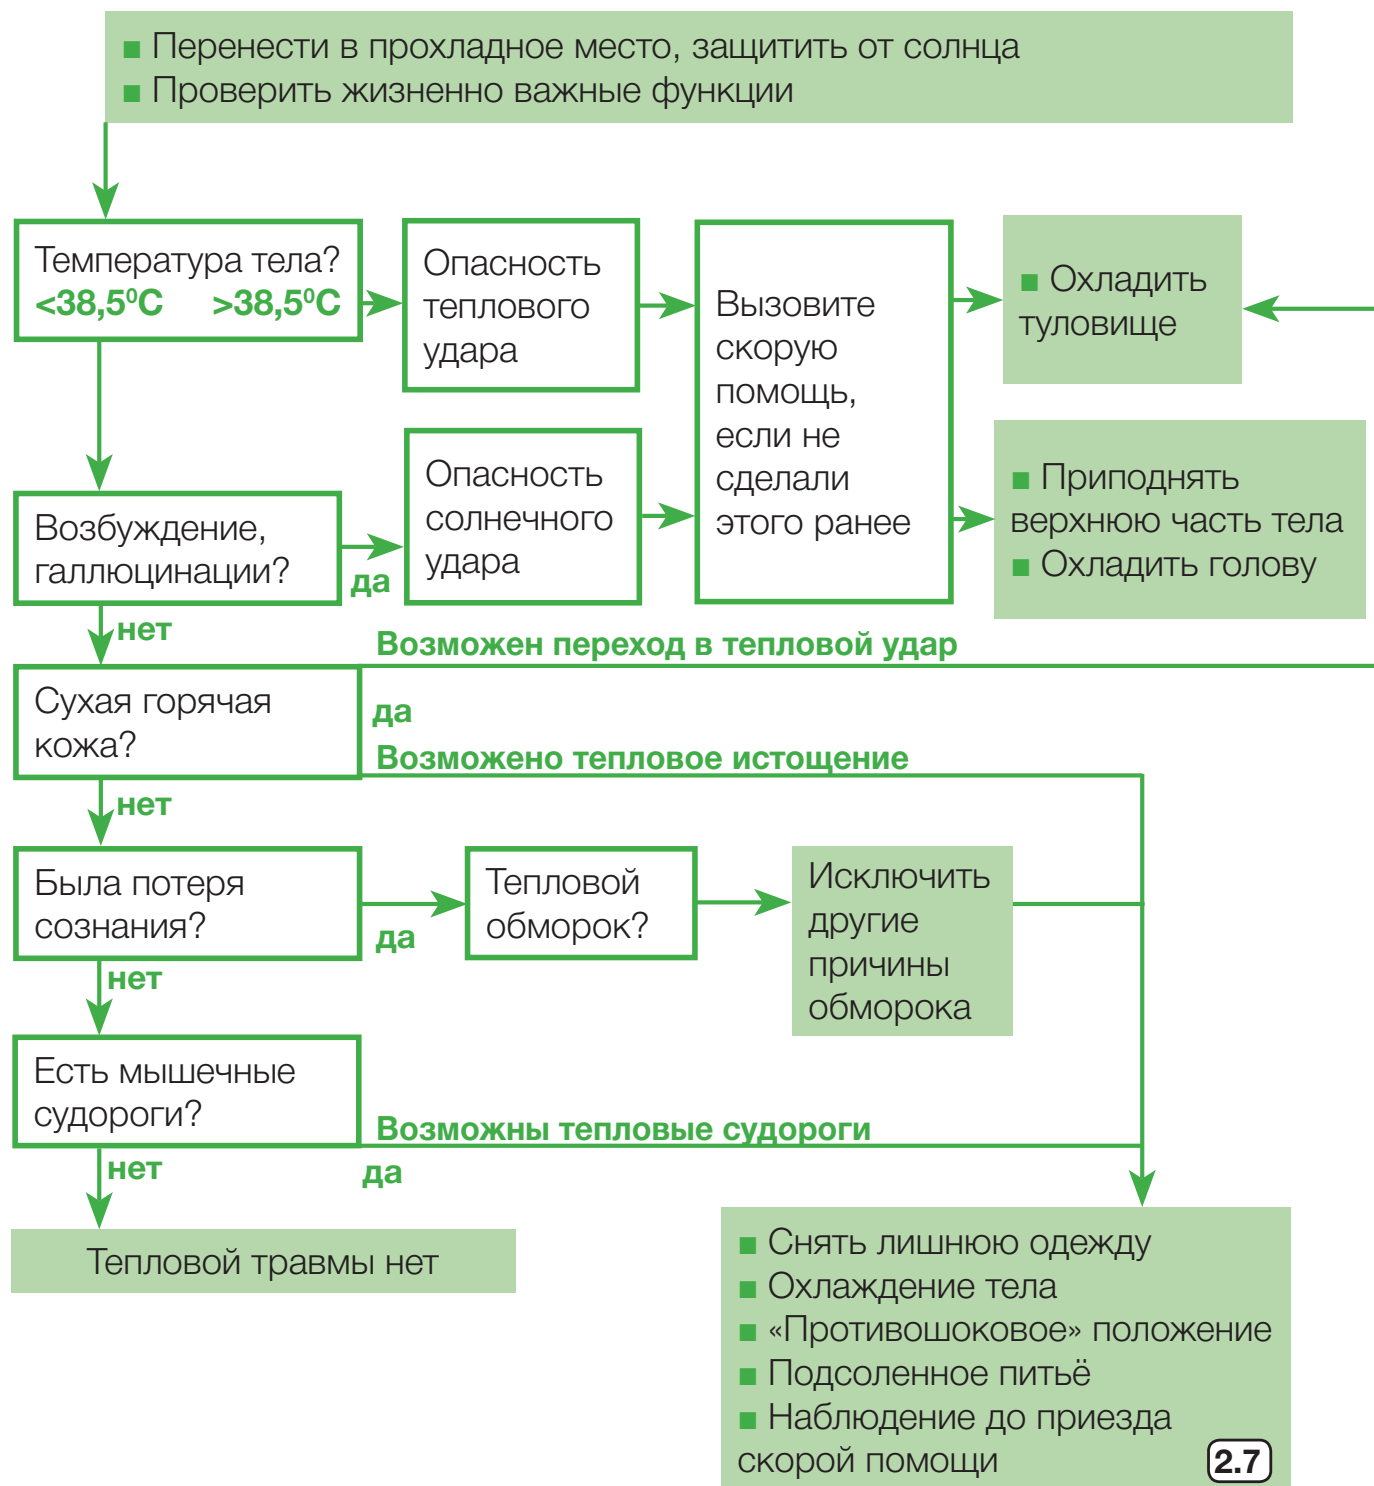 ■ Перенести в прохладное место, защитить от солнца
■ Проверить жизненно важные функции
Температура тела?
<38,5⁰C >38,5⁰C
Опасность
теплового
удара
Вызовите
скорую
помощь,
если не
сделали
этого ранее
■ Охладить
туловище
Возбуждение,
галлюцинации?
да
Опасность
солнечного
удара
■ Приподнять
верхнюю часть тела
■ Охладить голову
нет
Возможен переход в тепловой удар
Сухая горячая
кожа?
да
Возможено тепловое истощение
нет
Была потеря
сознания?
да
Тепловой
обморок?
Исключить
другие
причины
обморока
нет
Есть мышечные
судороги?
Возможны тепловые судороги
да
нет
Тепловой травмы нет
■ Снять лишнюю одежду
■ Охлаждение тела
■ «Противошоковое» положение
■ Подсоленное питьё
■ Наблюдение до приезда
скорой помощи
2.7